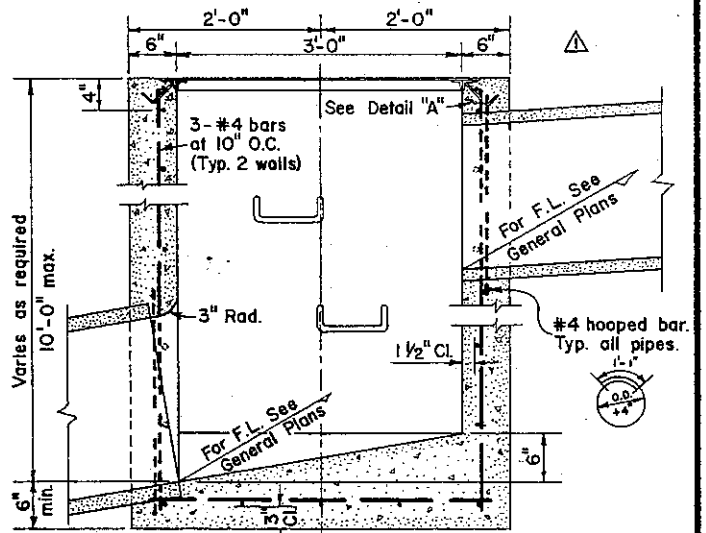 2'-0" 2'-0"
6" 3'-0" 6"
1
4"
See Detail "A"
3-#4 bars
at 10" O.C.
(Typ. 2 walls)
For F.L. See
General Plans
Varies as required
10'-0" max.
3" Rad.
#4 hooped bar.
Typ. all pipes.
1 1/2" Cl.
1'-1"
O.D.
+4"
For F.L. See
General Plans
6"
6"
min.
3"
Cl.